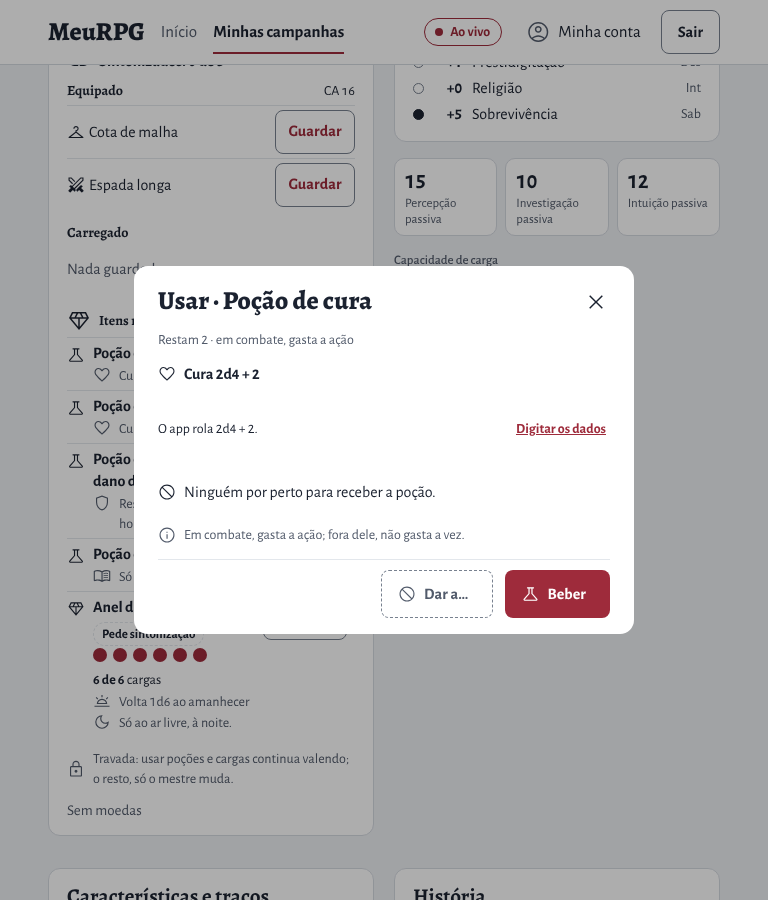 MeuRPG Início Minhas campanhas Ao vivo Minha conta Sair
Equipado CA 16
Cota de malha Guardar
Espada longa Guardar
Carregado
Nada
Itens
Poção
Poção
Poção
dano
Poção
Só
Anel
Pede sintonização
6 de 6 cargas
Volta 1d6 ao amanhecer
Só ao ar livre, à noite.
Travada: usar poções e cargas continua valendo;
o resto, só o mestre muda.
Sem moedas
Prestidigitação
+0 Religião Int
+5 Sobrevivência Sab
15
Percepção
passiva
10
Investigação
passiva
12
Intuição passiva
Capacidade de carga
Usar · Poção de cura
Restam 2 · em combate, gasta a ação
Cura 2d4 + 2
O app rola 2d4 + 2. Digitar os dados
Ninguém por perto para receber a poção.
Em combate, gasta a ação; fora dele, não gasta a vez.
Dar a... Beber
Características e traços
História